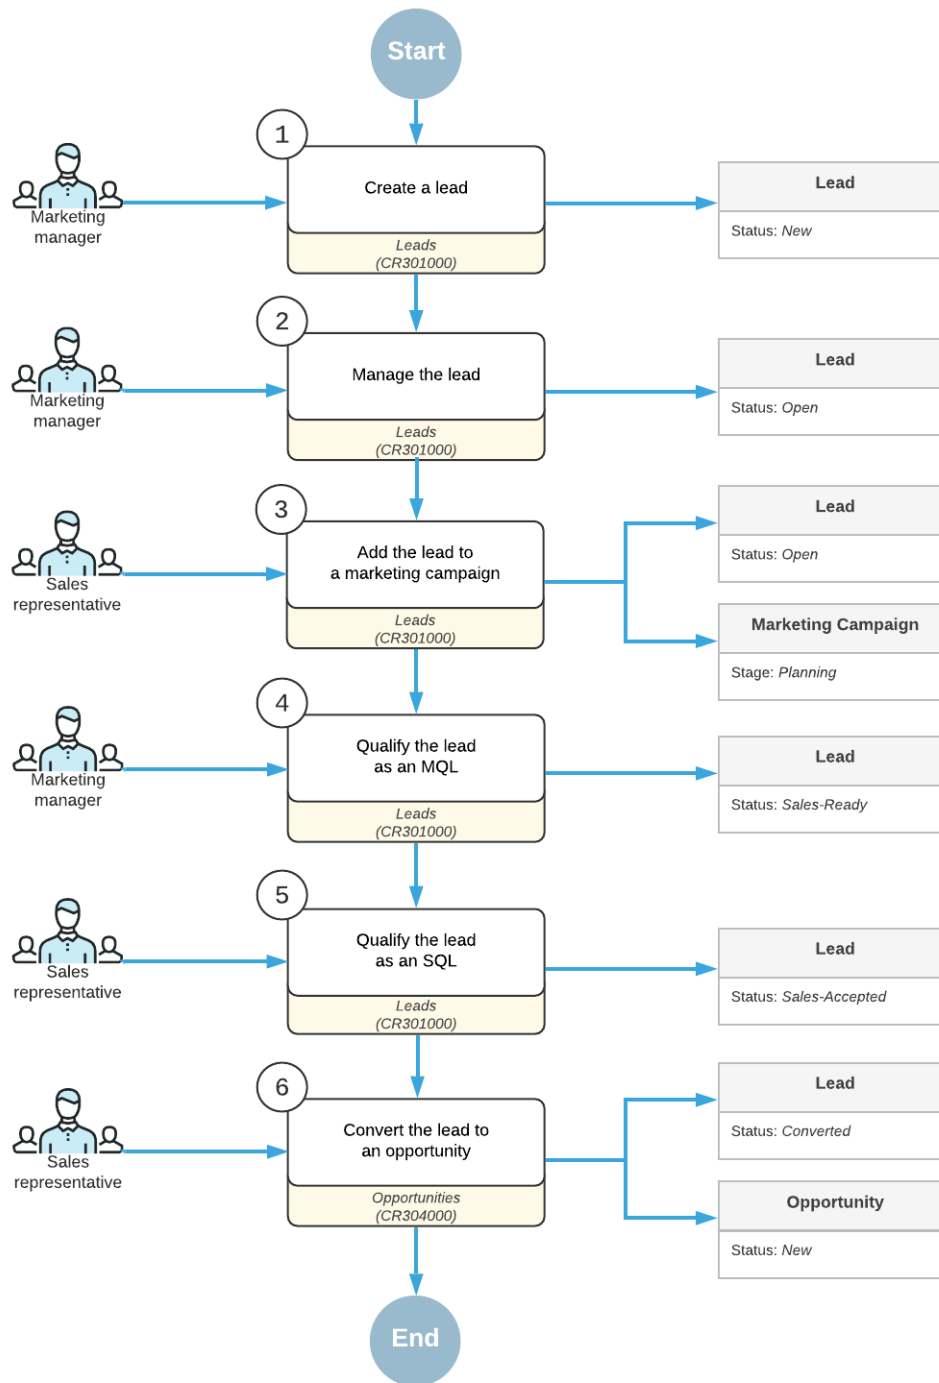 Start
1
Create a lead
Leads
(CR301000)
Marketing
manager
Lead
Status: New
2
Manage the lead
Leads
(CR301000)
Marketing
manager
Lead
Status: Open
3
Add the lead to
a marketing campaign
Leads
(CR301000)
Sales
representative
Lead
Status: Open
Marketing Campaign
Stage: Planning
4
Qualify the lead
as an MQL
Leads
(CR301000)
Marketing
manager
Lead
Status: Sales-Ready
5
Qualify the lead
as an SQL
Leads
(CR301000)
Sales
representative
Lead
Status: Sales-Accepted
6
Convert the lead to
an opportunity
Opportunities
(CR304000)
Sales
representative
Lead
Status: Converted
Opportunity
Status: New
End